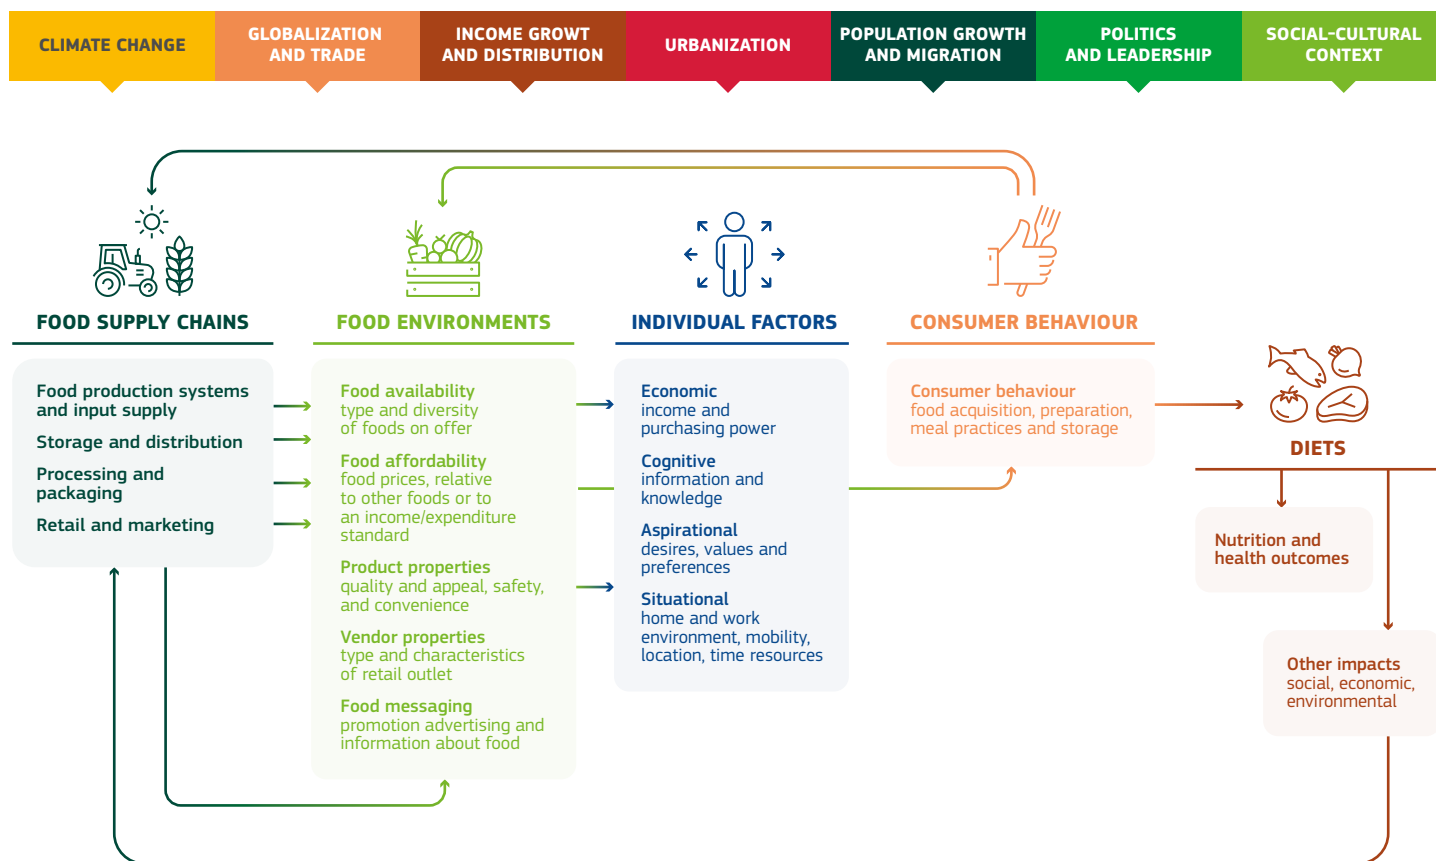 CLIMATE CHANGE
GLOBALIZATION
AND TRADE
INCOME GROWT
AND DISTRIBUTION
URBANIZATION
POPULATION GROWTH
AND MIGRATION
POLITICS
AND LEADERSHIP
SOCIAL-CULTURAL
CONTEXT
FOOD SUPPLY CHAINS
Food production systems
and input supply
Storage and distribution
Processing and
packaging
Retail and marketing
FOOD ENVIRONMENTS
Food availability
type and diversity
of foods on offer
Food affordability
food prices, relative
to other foods or to
an income/expenditure
standard
Product properties
quality and appeal, safety,
and convenience
Vendor properties
type and characteristics
of retail outlet
Food messaging
promotion advertising and
information about food
INDIVIDUAL FACTORS
Economic
income and
purchasing power
Cognitive
information and
knowledge
Aspirational
desires, values and
preferences
Situational
home and work
environment, mobility,
location, time resources
CONSUMER BEHAVIOUR
Consumer behaviour
food acquisition, preparation,
meal practices and storage
DIETS
Nutrition and
health outcomes
Other impacts
social, economic,
environmental